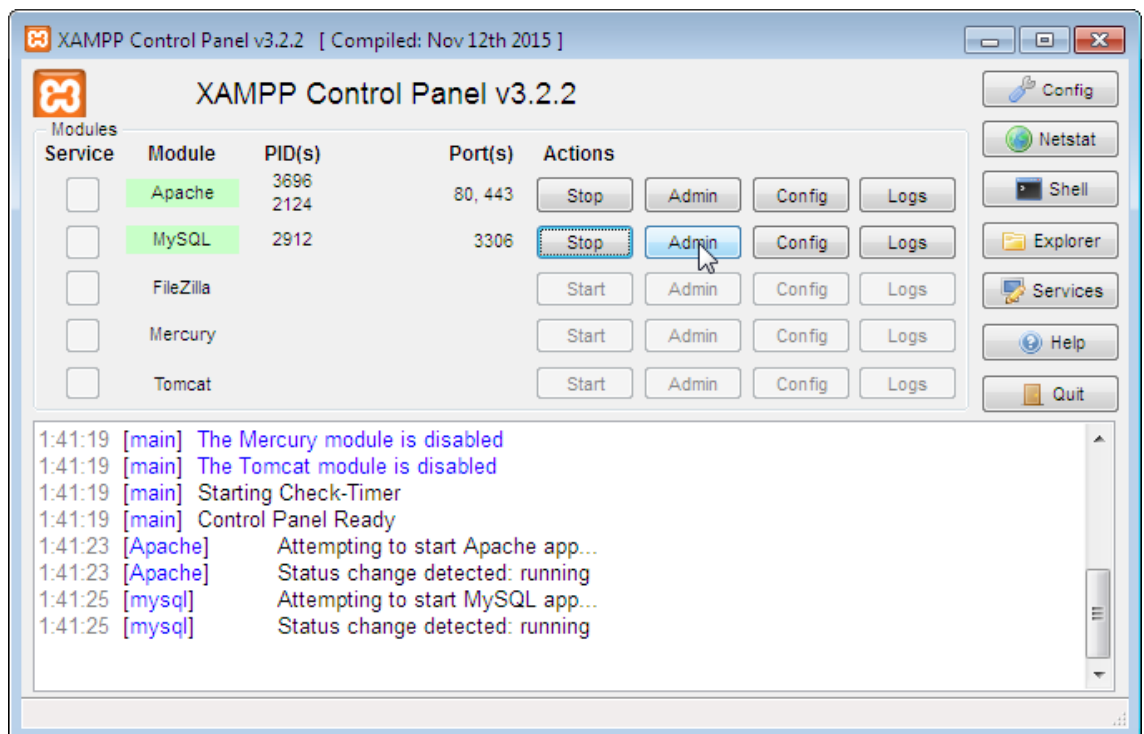 XAMPP Control Panel v3.2.2 [ Compiled: Nov 12th 2015 ]
XAMPP Control Panel v3.2.2
Config
Modules
Service Module PID(s) Port(s) Actions
Netstat
Apache 3696 2124 80, 443 Stop Admin Config Logs
Shell
MySQL 2912 3306 Stop Admin Config Logs
Explorer
FileZilla Start Admin Config Logs
Services
Mercury Start Admin Config Logs
Help
Tomcat Start Admin Config Logs
Quit
1:41:19 [main] The Mercury module is disabled
1:41:19 [main] The Tomcat module is disabled
1:41:19 [main] Starting Check-Timer
1:41:19 [main] Control Panel Ready
1:41:23 [Apache] Attempting to start Apache app...
1:41:23 [Apache] Status change detected: running
1:41:25 [mysql] Attempting to start MySQL app...
1:41:25 [mysql] Status change detected: running